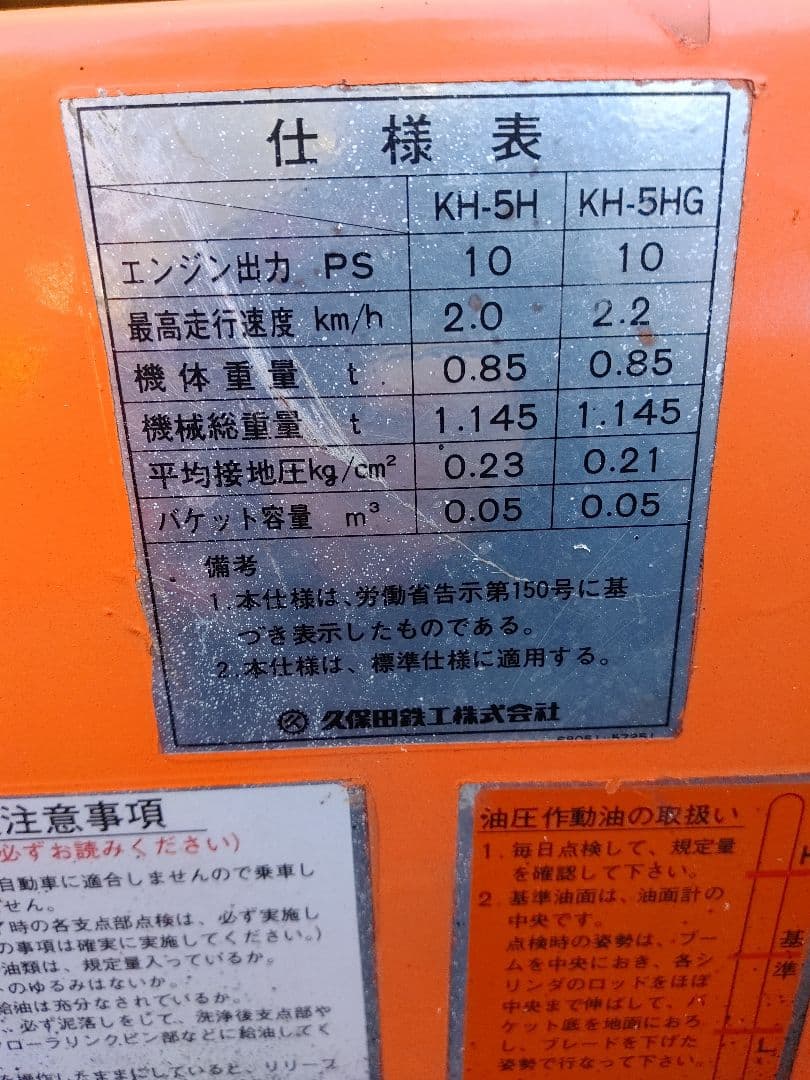 仕様表
KH-5H KH-5HG
エンジン出力 PS 10 10
最高走行速度 km/h 2.0 2.2
機体重量 t 0.85 0.85
機械総重量 t 1.145 1.145
平均接地圧kg/cm² 0.23 0.21
バケット容量 m³ 0.05 0.05
備考
1.本仕様は、労働省告示第150号に基
づき表示したものである。
2.本仕様は、標準仕様に適用する。
久保田鉄工株式会社
注意事項
必ずお読みください)
自動車に適合しませんので乗車し
せん。
時の各支点部点検は、必ず実施し
の事項は確実に実施してください。)
油類は、規定量入っているか。
のゆるみはないか。
給油は充分なされているか。
、必ず泥落しをして、洗浄後支点部や
ローラリンクピン部などに給油してく
を操作したままにしていると、リリーフ
油圧作動油の取扱い
1. 毎日点検して、規定量
を確認して下さい。
2. 基準油面は、油面計の
中央です。
点検時の姿勢は、ブー
ムを中央におき、各シ
リンダのロッドをほぼ
中央まで伸ばして、バ
ケット底を地面におろ
し、ブレードを下げた
姿勢で行なって下さい。
H
基
準
L